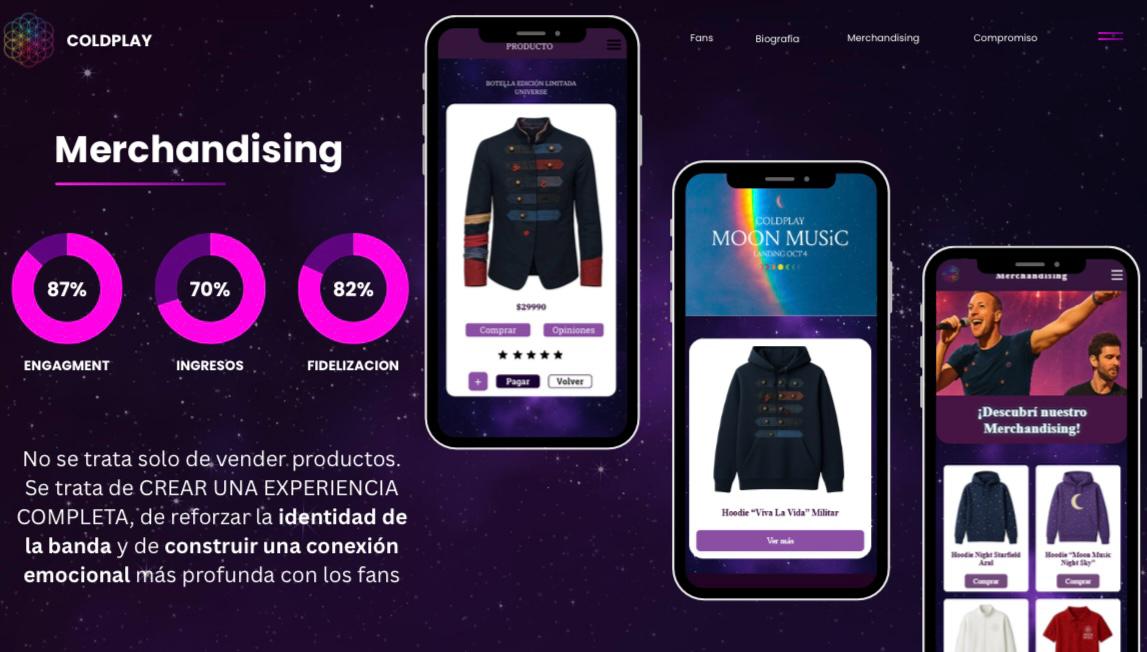 COLDPLAY
Fans
Biografía
Merchandising
Compromiso
Merchandising
87%
70%
82%
ENGAGMENT
INGRESOS
FIDELIZACION
No se trata solo de vender productos.
Se trata de CREAR UNA EXPERIENCIA
COMPLETA, de reforzar la identidad de
la banda y de construir una conexión
emocional más profunda con los fans
PRODUCTO
BOTELLA EDICIÓN LIMITADA
UNIVERSE
$29990
Comprar
Opiniones
+
Pagar
Volver
COLDPLAY
MOON MUSiC
LANDING OCT 4
Hoodie “Viva La Vida” Militar
Ver más
Merchandising
¡Descubrí nuestro
Merchandising!
Hoodie Night Starfield
Azul
Comprar
Hoodie “Moon Music
Night Sky”
Comprar